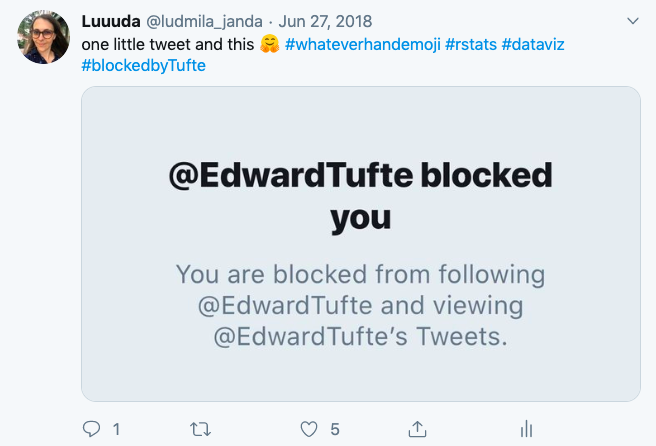 Luuuda @ludmila_janda · Jun 27, 2018
one little tweet and this 🤗 #whateverhandemoji #rstats #dataviz
#blockedbyTufte
@EdwardTufte blocked
you
You are blocked from following
@EdwardTufte and viewing
@EdwardTufte’s Tweets.
1 5